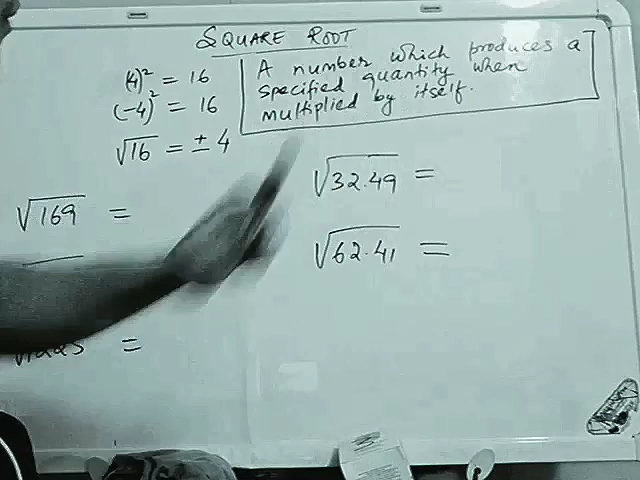 SQUARE ROOT
(4)² = 16
(-4)² = 16
√16 = ± 4
A number which produces a
specified quantity when
multiplied by itself.
√169 =
√32.49 =
√62.41 =
=